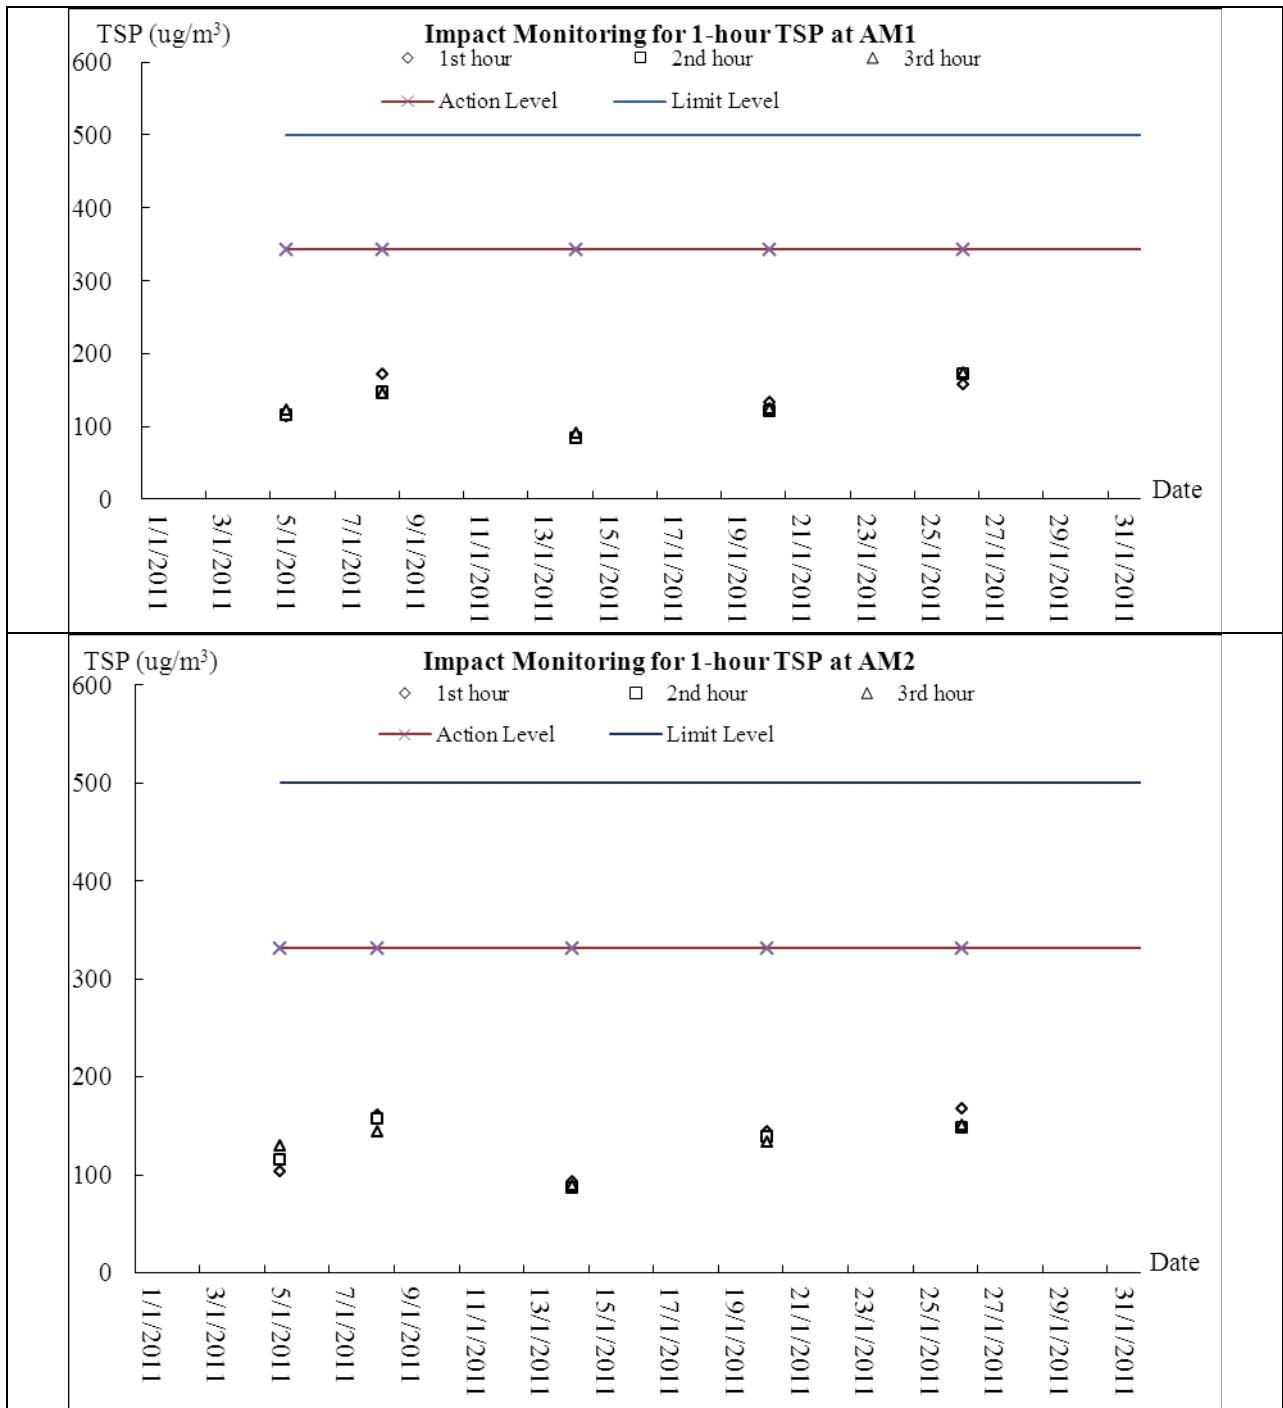 TSP (ug/m³) Impact Monitoring for 1-hour TSP at AM1
1st hour 2nd hour 3rd hour
Action Level Limit Level
600
500
400
300
200
100
0
Date
1/1/2011 3/1/2011 5/1/2011 7/1/2011 9/1/2011 11/1/2011 13/1/2011 15/1/2011 17/1/2011 19/1/2011 21/1/2011 23/1/2011 25/1/2011 27/1/2011 29/1/2011 31/1/2011
TSP (ug/m³) Impact Monitoring for 1-hour TSP at AM2
1st hour 2nd hour 3rd hour
Action Level Limit Level
600
500
400
300
200
100
0
Date
1/1/2011 3/1/2011 5/1/2011 7/1/2011 9/1/2011 11/1/2011 13/1/2011 15/1/2011 17/1/2011 19/1/2011 21/1/2011 23/1/2011 25/1/2011 27/1/2011 29/1/2011 31/1/2011